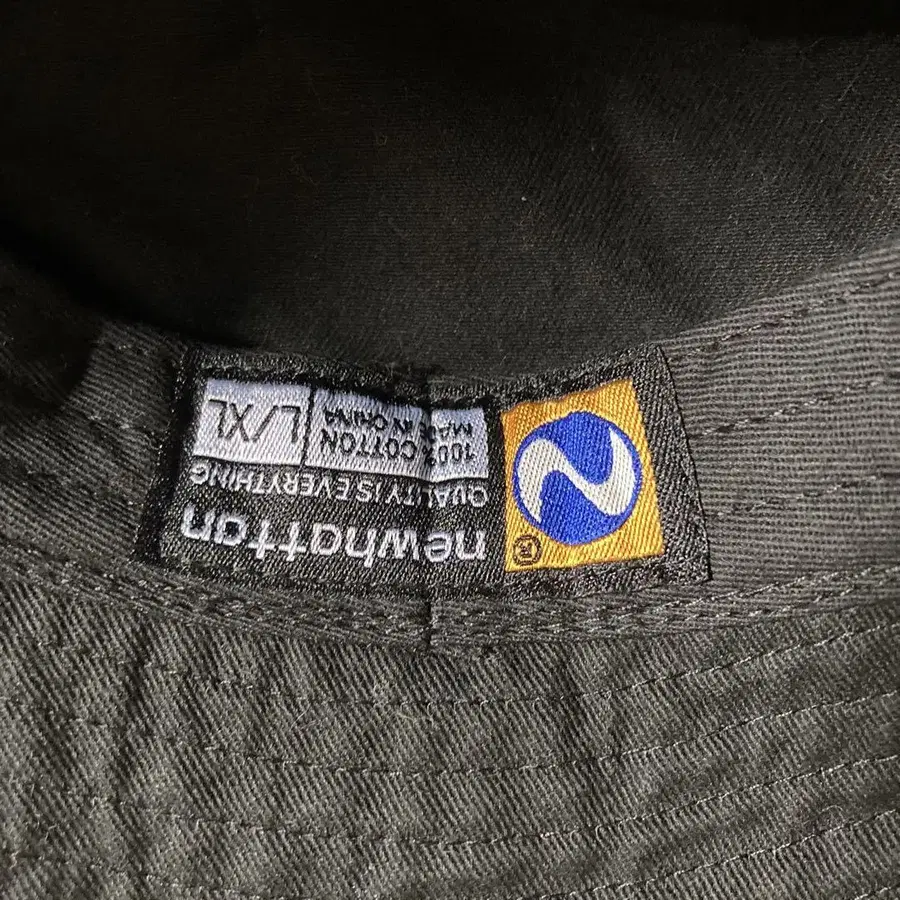 ®
newhattan
QUALITY IS EVERYTHING
100% COTTON
MADE IN CHINA
L/XL